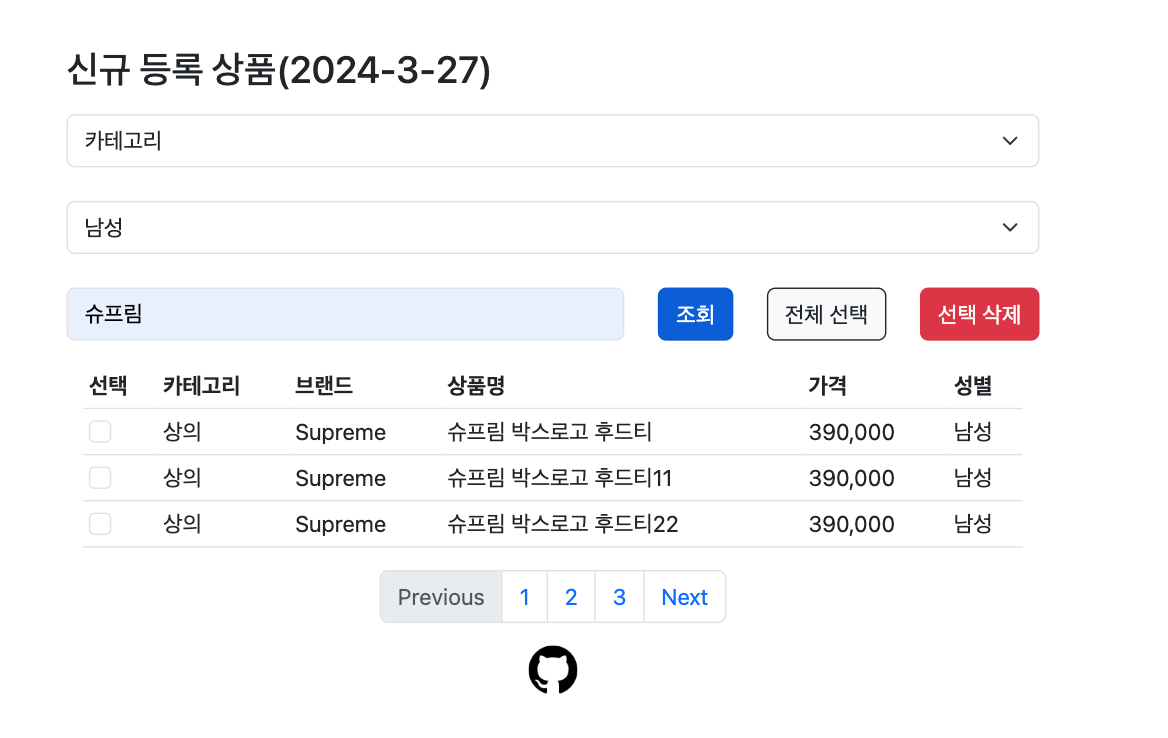 신규 등록 상품(2024-3-27)
카테고리
남성
슈프림 조회 전체 선택 선택 삭제
선택 카테고리 브랜드 상품명 가격 성별
상의 Supreme 슈프림 박스로고 후드티 390,000 남성
상의 Supreme 슈프림 박스로고 후드티11 390,000 남성
상의 Supreme 슈프림 박스로고 후드티22 390,000 남성
Previous 1 2 3 Next